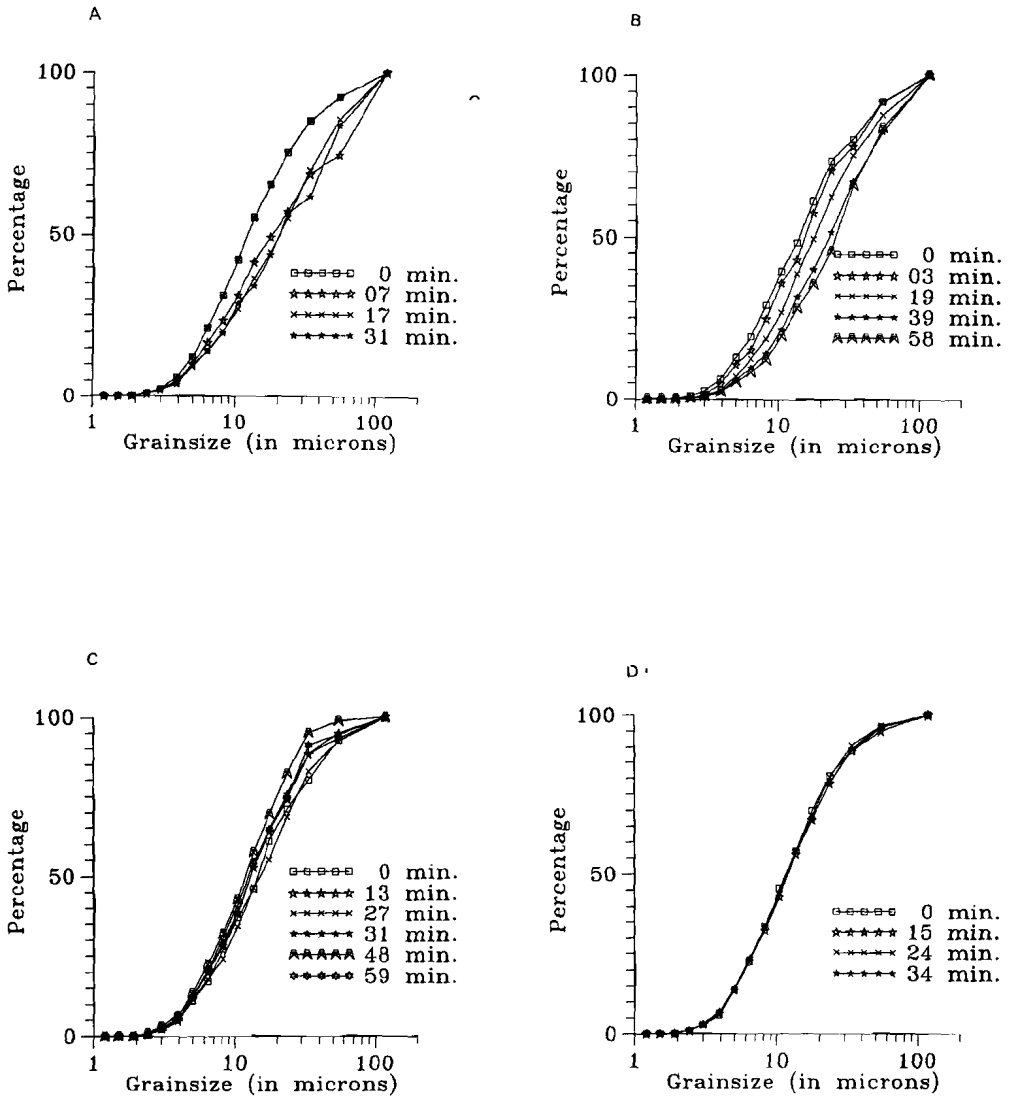 A
100
50
0
Percentage
0 min.
07 min.
17 min.
31 min.
1
10
100
Grainsize (in microns)
B
100
50
0
Percentage
0 min.
03 min.
19 min.
39 min.
58 min.
1
10
100
Grainsize (in microns)
C
100
50
0
Percentage
0 min.
13 min.
27 min.
31 min.
48 min.
59 min.
1
10
100
Grainsize (in microns)
D
100
50
0
Percentage
0 min.
15 min.
24 min.
34 min.
1
10
100
Grainsize (in microns)